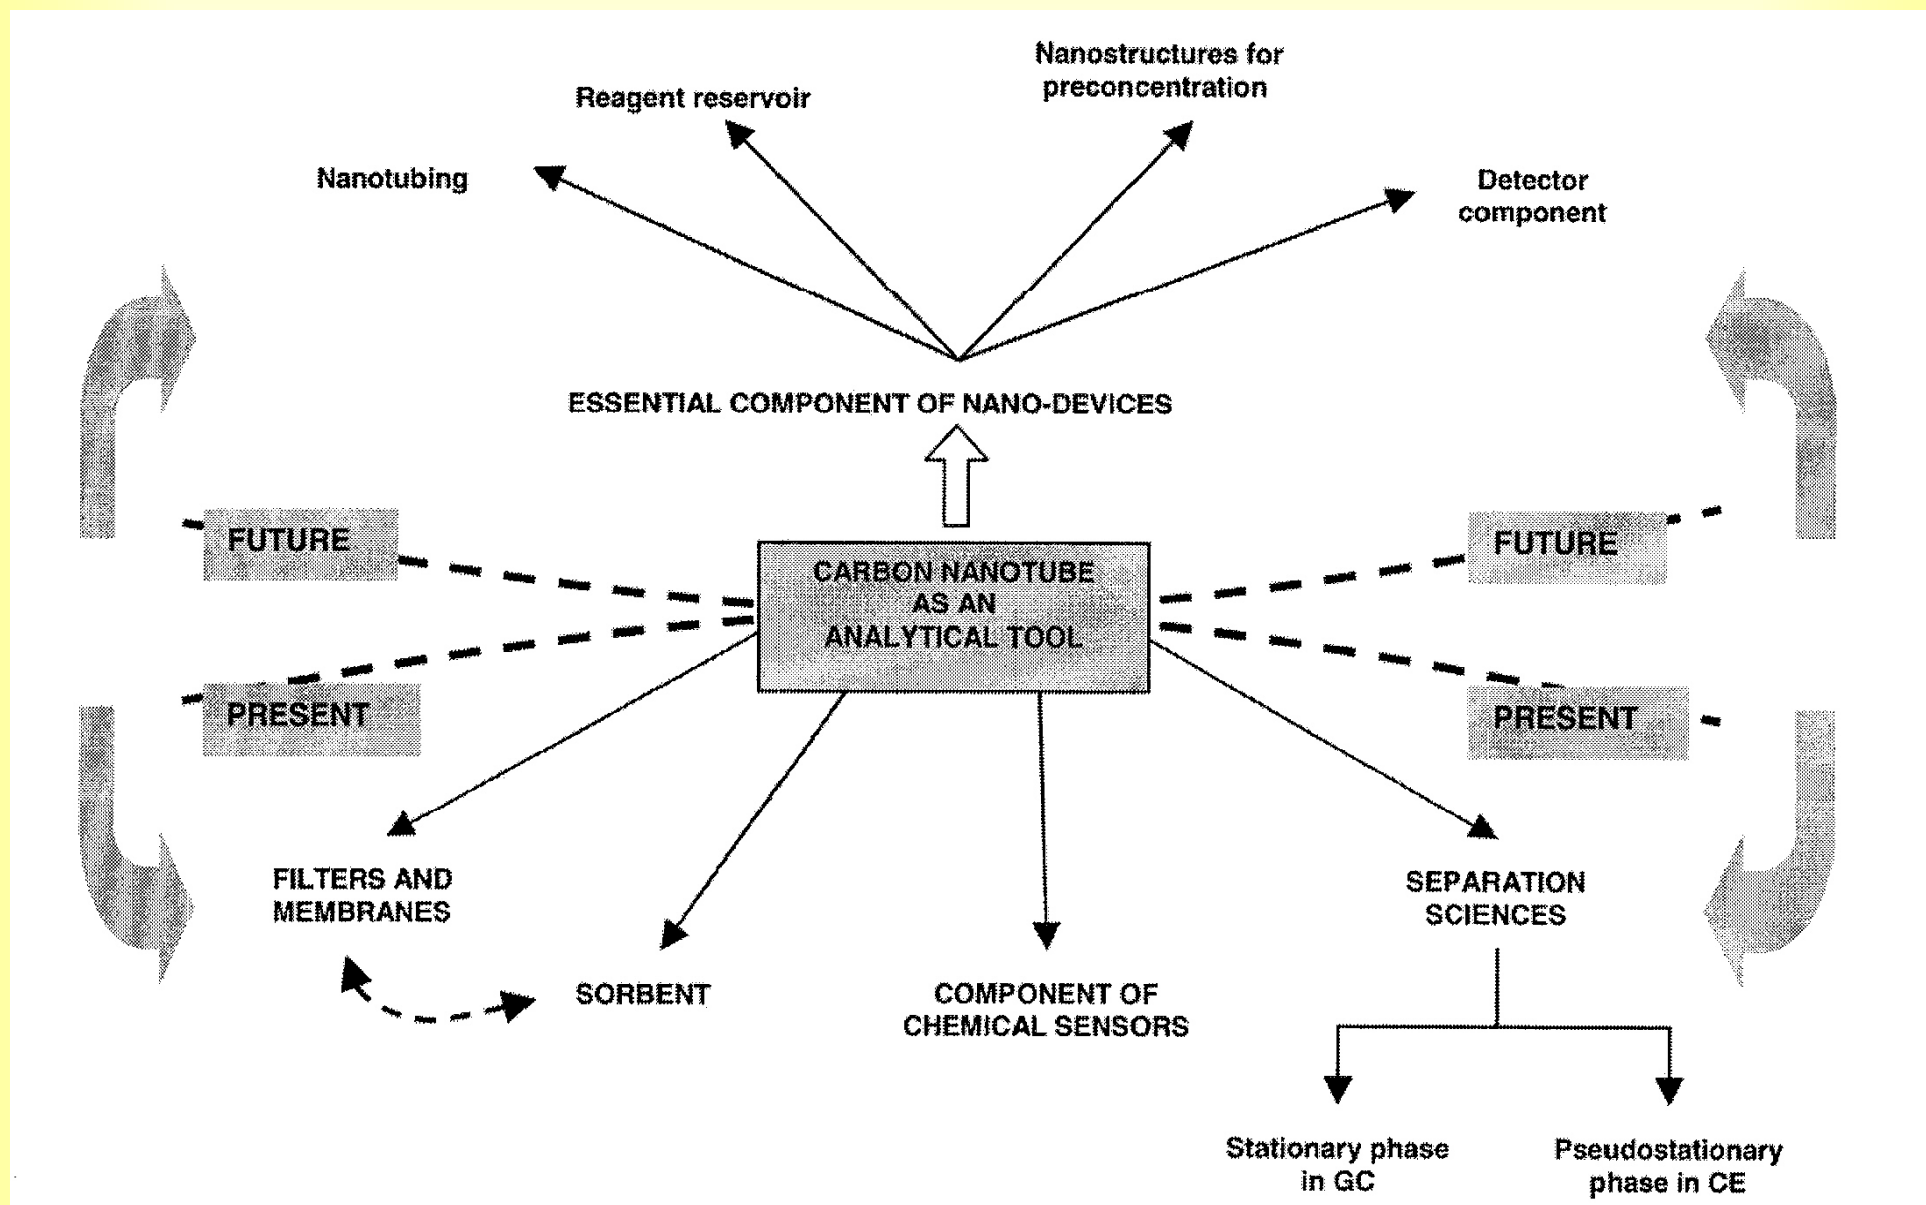 Nanostructures for
preconcentration
Reagent reservoir
Nanotubing
Detector
component
ESSENTIAL COMPONENT OF NANO-DEVICES
FUTURE
FUTURE
CARBON NANOTUBE
AS AN
ANALYTICAL TOOL
PRESENT
PRESENT
FILTERS AND
MEMBRANES
SEPARATION
SCIENCES
SORBENT
COMPONENT OF
CHEMICAL SENSORS
Stationary phase
in GC
Pseudostationary
phase in CE